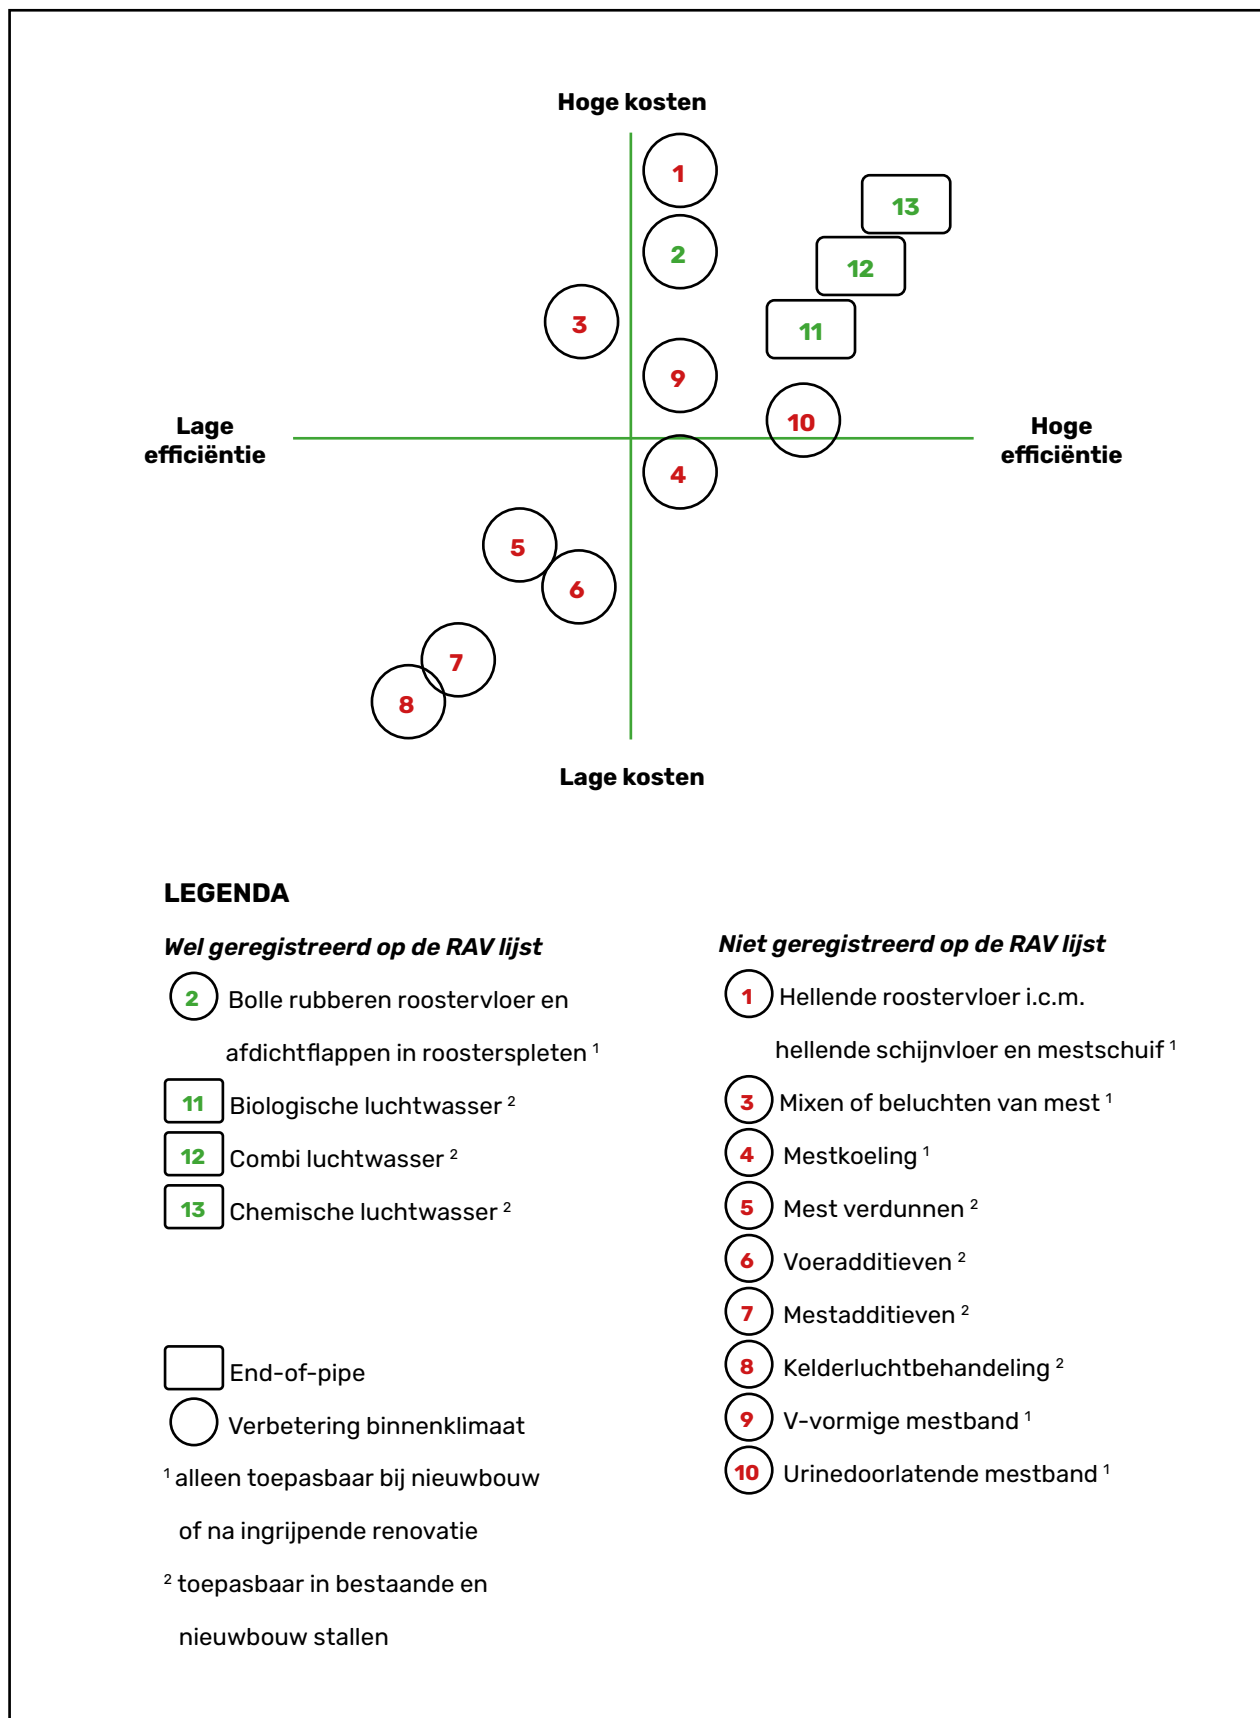 Hoge kosten
1
13
2
12
3
11
9
10
Lage
efficiëntie
Hoge
efficiëntie
4
5
6
7
8
Lage kosten
LEGENDA
Wel geregistreerd op de RAV lijst
2 Bolle rubberen roostervloer en
afdichtflappen in roosterspleten ¹
11 Biologische luchtwasser ²
12 Combi luchtwasser ²
13 Chemische luchtwasser ²
End-of-pipe
Verbetering binnenklimaat
¹ alleen toepasbaar bij nieuwbouw
of na ingrijpende renovatie
² toepasbaar in bestaande en
nieuwbouw stallen
Niet geregistreerd op de RAV lijst
1 Hellende roostervloer i.c.m.
hellende schijnvloer en mestschuif ¹
3 Mixen of beluchten van mest ¹
4 Mestkoeling ¹
5 Mest verdunnen ²
6 Voeradditieven ²
7 Mestadditieven ²
8 Kelderluchtbehandeling ²
9 V-vormige mestband ¹
10 Urinedoorlatende mestband ¹